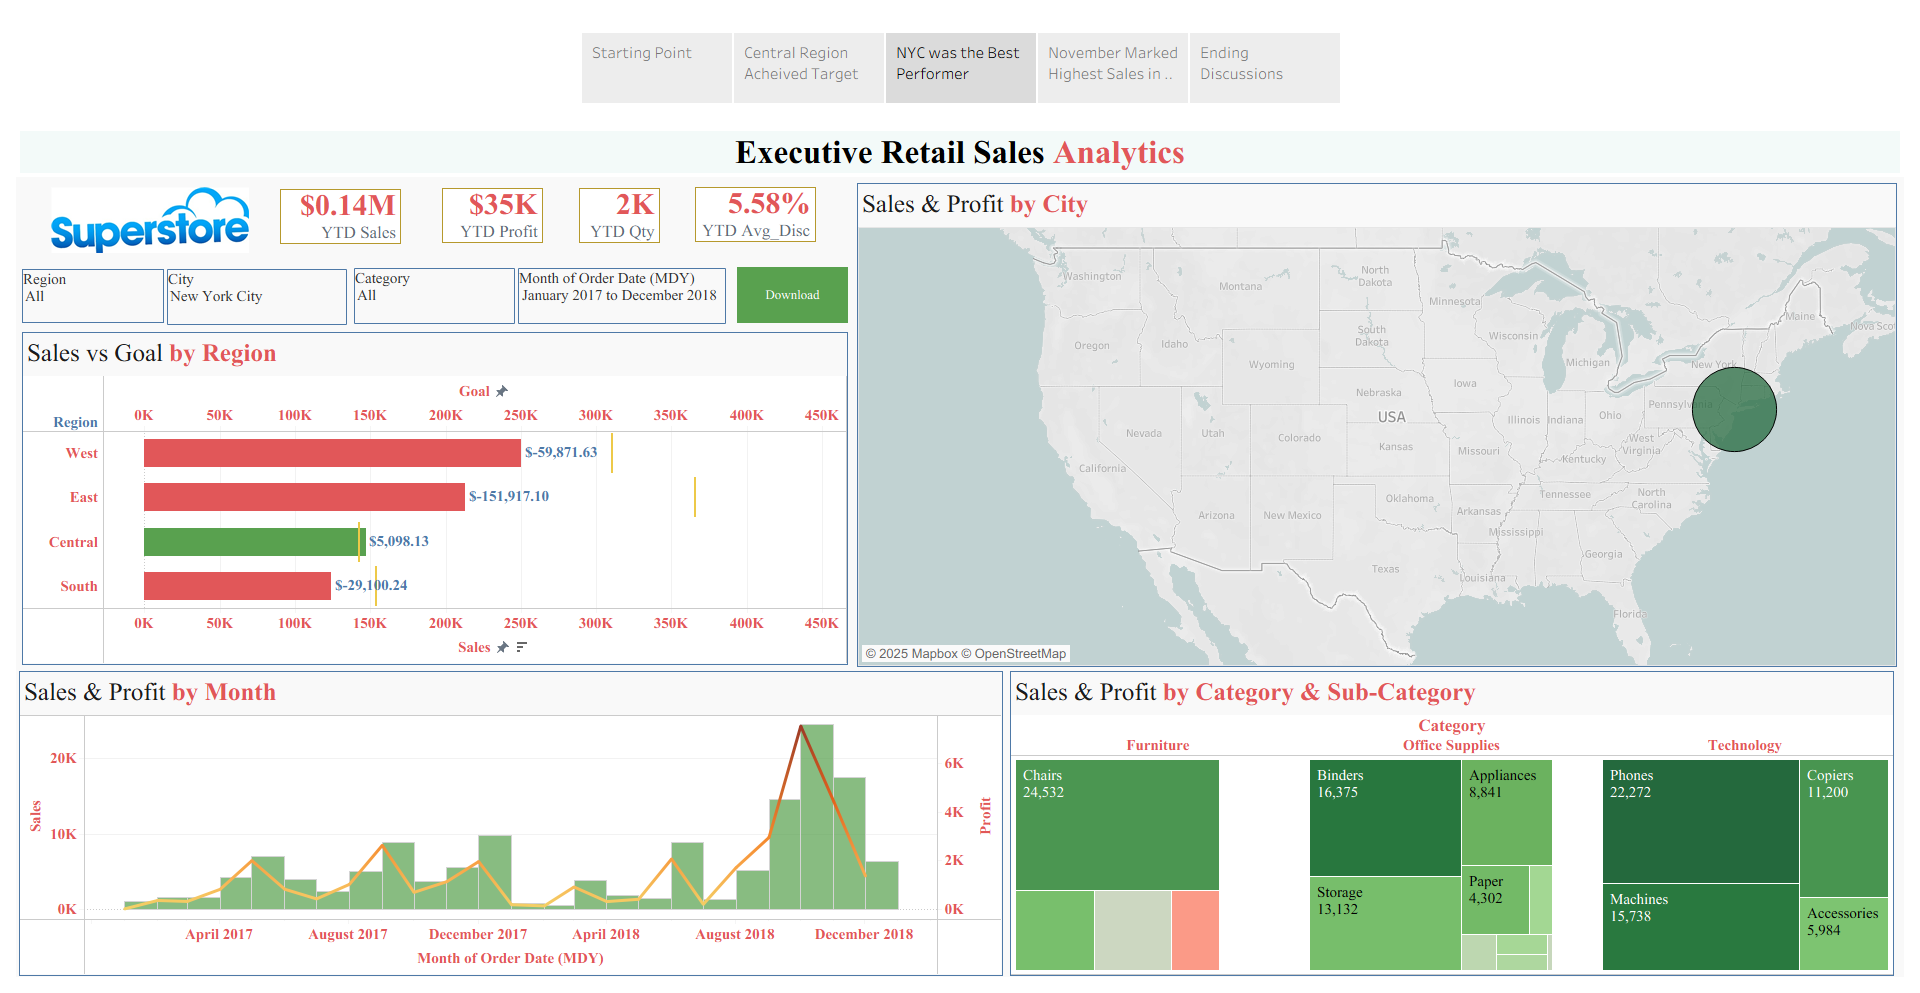 Starting Point
Central Region
Acheived Target
NYC was the Best
Performer
November Marked
Highest Sales in ..
Ending
Discussions
Executive Retail Sales Analytics
Superstore
$0.14M
YTD Sales
$35K
YTD Profit
2K
YTD Qty
5.58%
YTD Avg_Disc
Region
All
City
New York City
Category
All
Month of Order Date (MDY)
January 2017 to December 2018
Download
Sales vs Goal by Region
Goal
Region
0K 50K 100K 150K 200K 250K 300K 350K 400K 450K
West
$-59,871.63
East
$-151,917.10
Central
$5,098.13
South
$-29,100.24
0K 50K 100K 150K 200K 250K 300K 350K 400K 450K
Sales
Sales & Profit by City
Washington
Montana
North
Dakota
Minnesota
Maine
Nova Sco
Oregon
Idaho
South
Dakota
Wisconsin
Michigan
New York
Wyoming
Iowa
Nebraska
Pennsylvania
USA
Illinois
Indiana
Ohio
Nevada
Utah
Colorado
Kansas
Missouri
West
Virginia
Kentucky
California
Oklahoma
Tennessee
North
Carolina
Arizona
New Mexico
Arkansas
Mississippi
Georgia
Texas
Louisiana
Florida
© 2025 Mapbox © OpenStreetMap
Sales & Profit by Month
20K
10K
0K
Sales
6K
4K
2K
0K
Profit
April 2017
August 2017
December 2017
April 2018
August 2018
December 2018
Month of Order Date (MDY)
Sales & Profit by Category & Sub-Category
Category
Furniture
Office Supplies
Technology
Chairs
24,532
Binders
16,375
Appliances
8,841
Storage
13,132
Paper
4,302
Phones
22,272
Copiers
11,200
Machines
15,738
Accessories
5,984